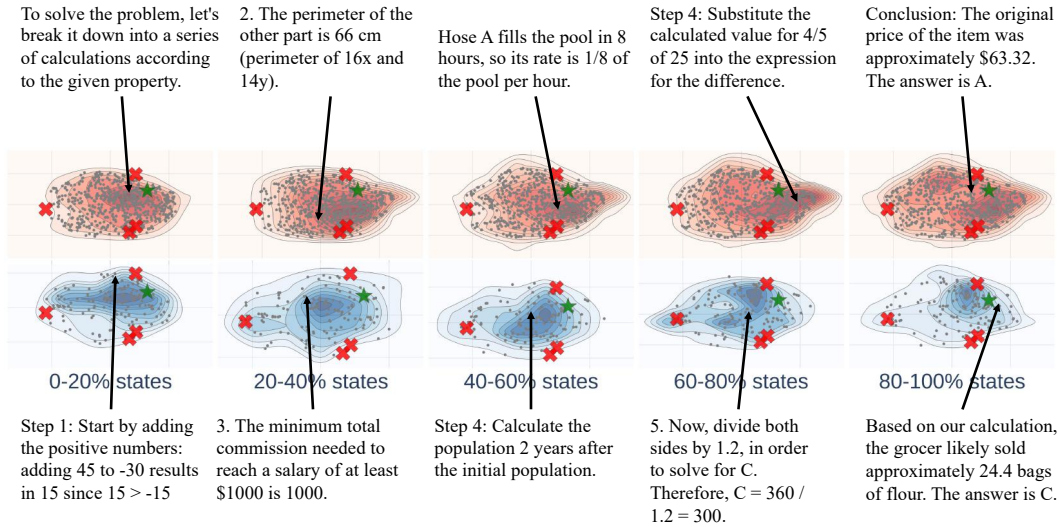 To solve the problem, let's
break it down into a series
of calculations according
to the given property.
2. The perimeter of the
other part is 66 cm
(perimeter of 16x and
14y).
Hose A fills the pool in 8
hours, so its rate is 1/8 of
the pool per hour.
Step 4: Substitute the
calculated value for 4/5
of 25 into the expression
for the difference.
Conclusion: The original
price of the item was
approximately $63.32.
The answer is A.
0-20% states
20-40% states
40-60% states
60-80% states
80-100% states
Step 1: Start by adding
the positive numbers:
adding 45 to -30 results
in 15 since 15 > -15
3. The minimum total
commission needed to
reach a salary of at least
$1000 is 1000.
Step 4: Calculate the
population 2 years after
the initial population.
5. Now, divide both
sides by 1.2, in order
to solve for C.
Therefore, C = 360 /
1.2 = 300.
Based on our calculation,
the grocer likely sold
approximately 24.4 bags
of flour. The answer is C.